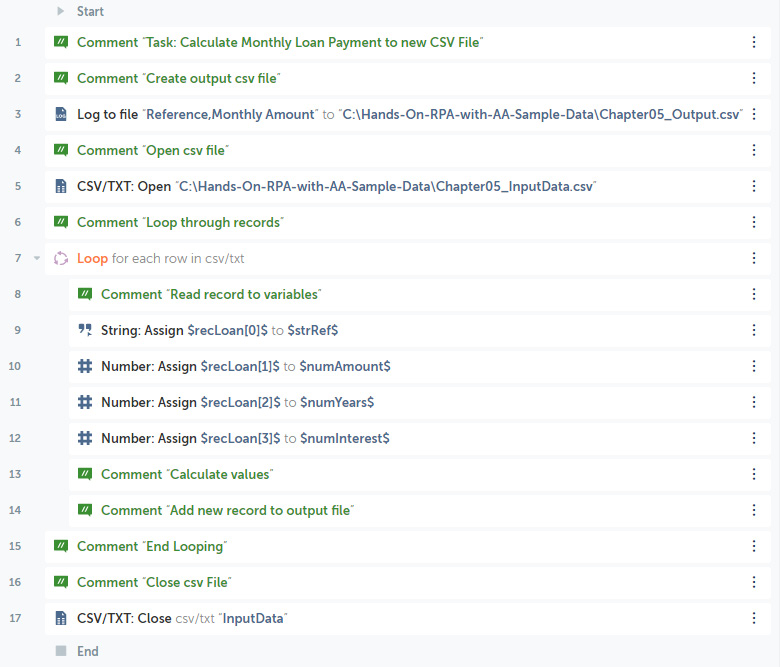 Start
1 Comment "Task: Calculate Monthly Loan Payment to new CSV File"
2 Comment "Create output csv file"
3 Log to file "Reference,Monthly Amount" to "C:\Hands-On-RPA-with-AA-Sample-Data\Chapter05_Output.csv"
4 Comment "Open csv file"
5 CSV/TXT: Open "C:\Hands-On-RPA-with-AA-Sample-Data\Chapter05_InputData.csv"
6 Comment "Loop through records"
7 Loop for each row in csv/txt
8 Comment "Read record to variables"
9 String: Assign $recLoan[0]$ to $strRef$
10 Number: Assign $recLoan[1]$ to $numAmount$
11 Number: Assign $recLoan[2]$ to $numYears$
12 Number: Assign $recLoan[3]$ to $numInterest$
13 Comment "Calculate values"
14 Comment "Add new record to output file"
15 Comment "End Looping"
16 Comment "Close csv File"
17 CSV/TXT: Close csv/txt "InputData"
End